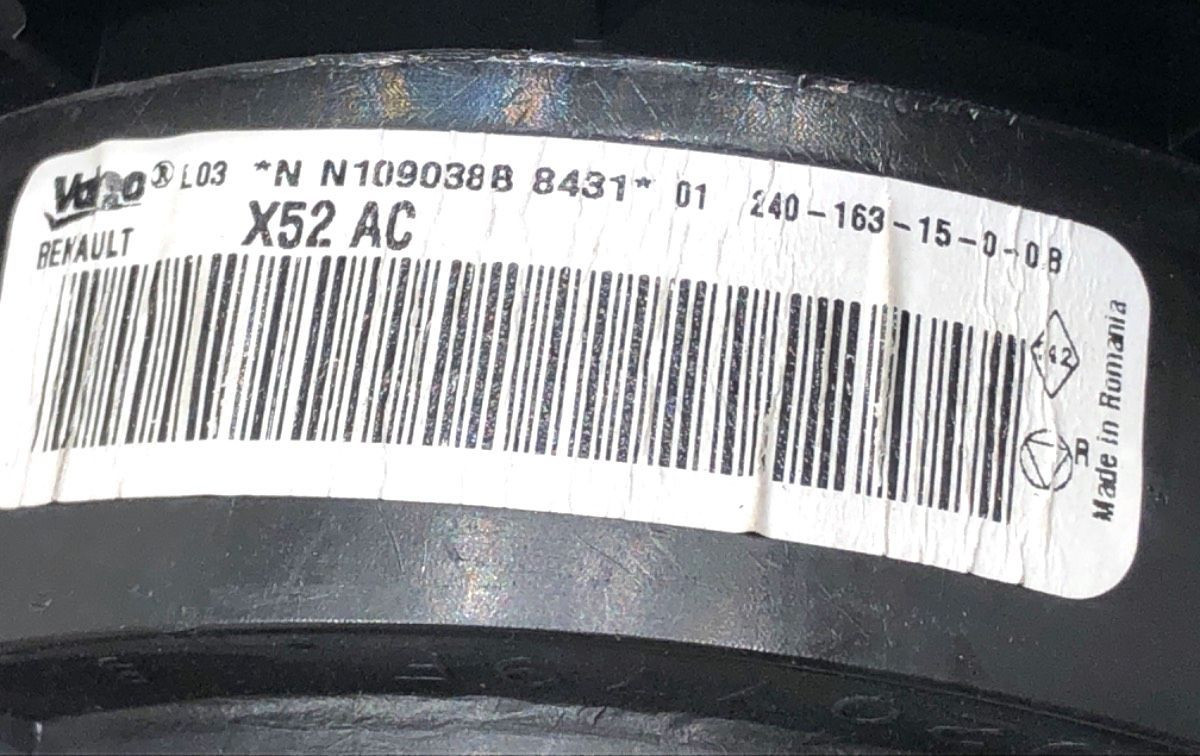 Valeo® L03 *N N109038B 8431* 01 240-163-15-0-0B
RENAULT X52 AC
R
Made in Romania